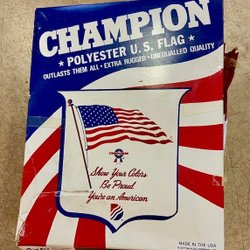 CHAMPION
★ POLYESTER U.S. FLAG ★
OUTLASTS THEM ALL • EXTRA RUGGED • UNEQUALLED QUALITY
Show Your Colors
Be Proud
You're an American
MADE IN THE USA